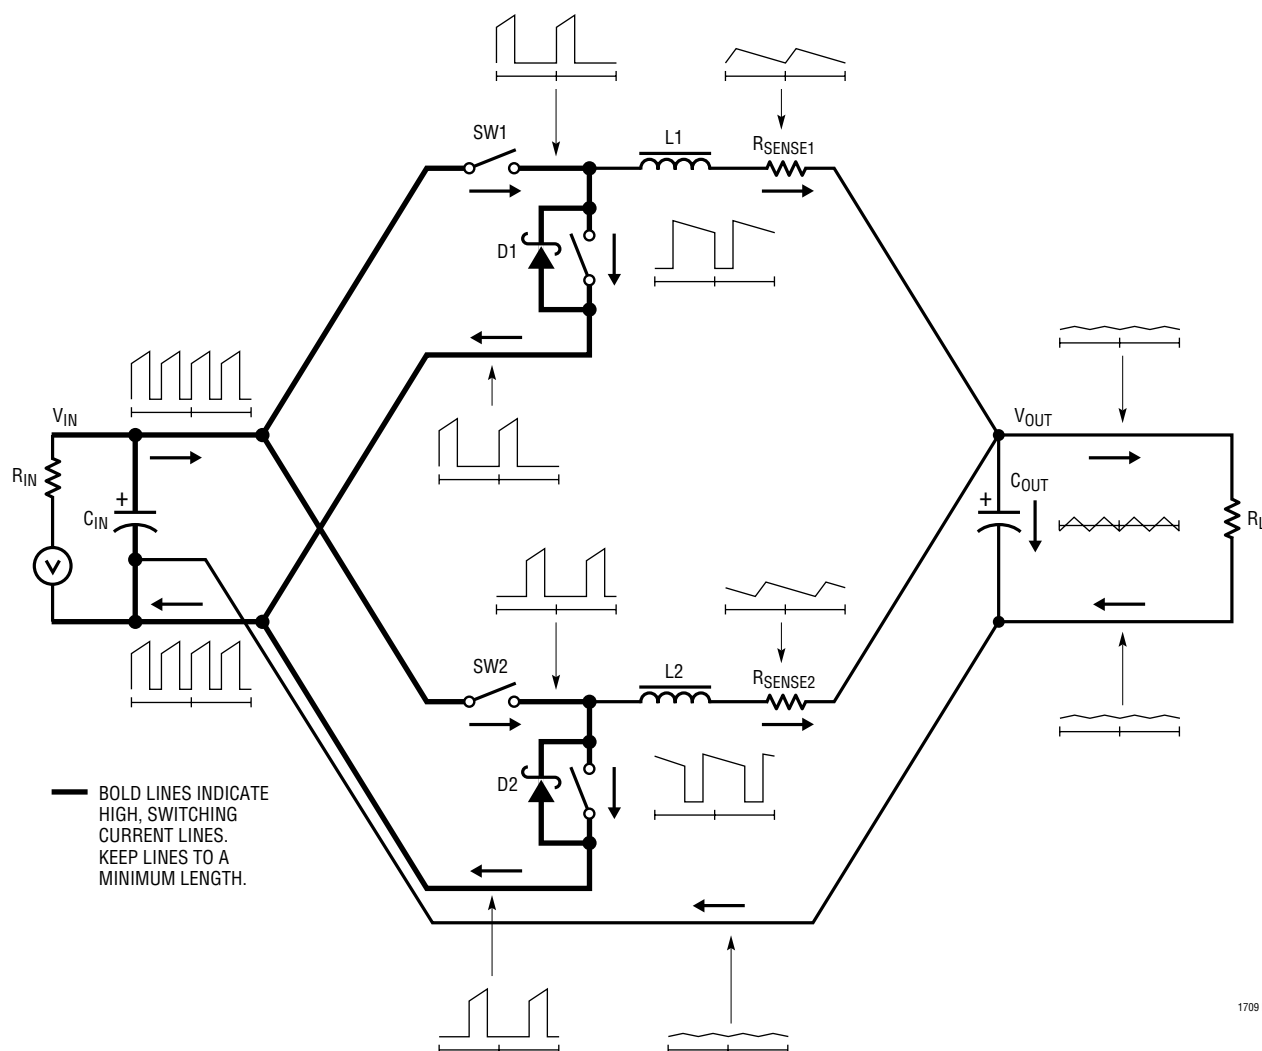 SW1
L1
RSENSE1
D1
VIN
VOUT
RIN
+
CIN
+
COUT
RL
V
SW2
L2
RSENSE2
D2
BOLD LINES INDICATE
HIGH, SWITCHING
CURRENT LINES.
KEEP LINES TO A
MINIMUM LENGTH.
1709